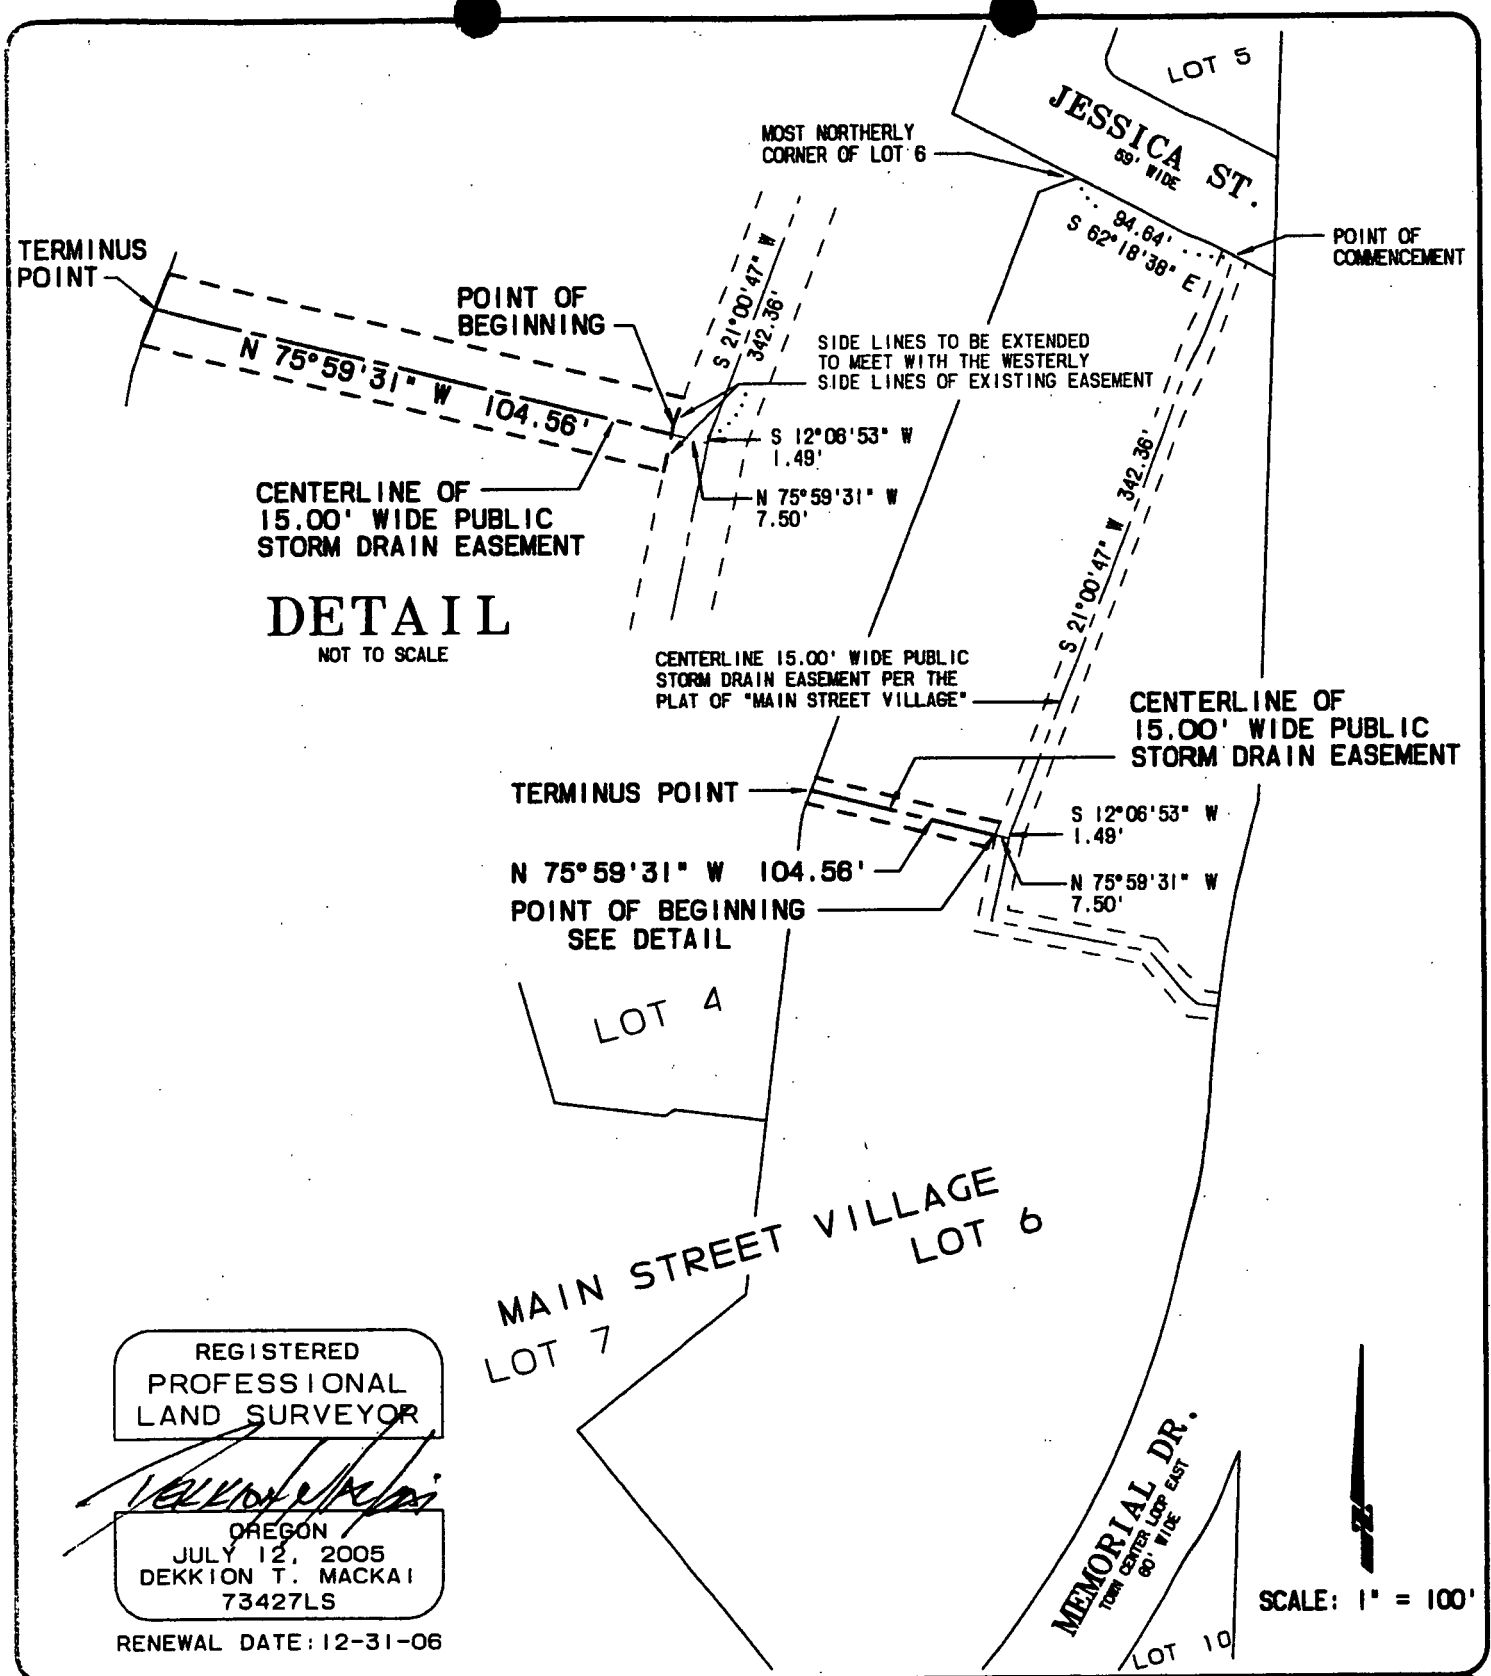 LOT 5
JESSICA ST.
59' WIDE
MOST NORTHERLY
CORNER OF LOT 6
94.64'
S 62°18'38" E
POINT OF
COMMENCEMENT
TERMINUS
POINT
POINT OF
BEGINNING
S 21°00'47" W
342.36'
SIDE LINES TO BE EXTENDED
TO MEET WITH THE WESTERLY
SIDE LINES OF EXISTING EASEMENT
N 75°59'31" W 104.56'
S 12°06'53" W
1.49'
N 75°59'31" W
7.50'
CENTERLINE OF
15.00' WIDE PUBLIC
STORM DRAIN EASEMENT
DETAIL
NOT TO SCALE
S 21°00'47" W 342.36'
CENTERLINE 15.00' WIDE PUBLIC
STORM DRAIN EASEMENT PER THE
PLAT OF "MAIN STREET VILLAGE"
CENTERLINE OF
15.00' WIDE PUBLIC
STORM DRAIN EASEMENT
TERMINUS POINT
S 12°06'53" W
1.49'
N 75°59'31" W 104.56'
N 75°59'31" W
7.50'
POINT OF BEGINNING
SEE DETAIL
LOT 4
MAIN STREET VILLAGE
LOT 6
LOT 7
REGISTERED
PROFESSIONAL
LAND SURVEYOR
OREGON
JULY 12, 2005
DEKKION T. MACKAI
73427LS
RENEWAL DATE: 12-31-06
MEMORIAL DR.
TOWN CENTER LOOP EAST
60' WIDE
LOT 10
N
SCALE: 1" = 100'